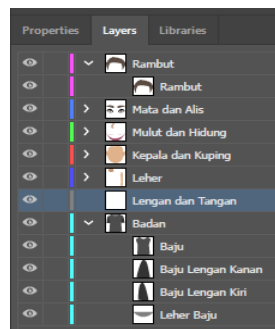 Properties Layers Libraries
Rambut
Rambut
Mata dan Alis
Mulut dan Hidung
Kepala dan Kuping
Leher
Lengan dan Tangan
Badan
Baju
Baju Lengan Kanan
Baju Lengan Kiri
Leher Baju